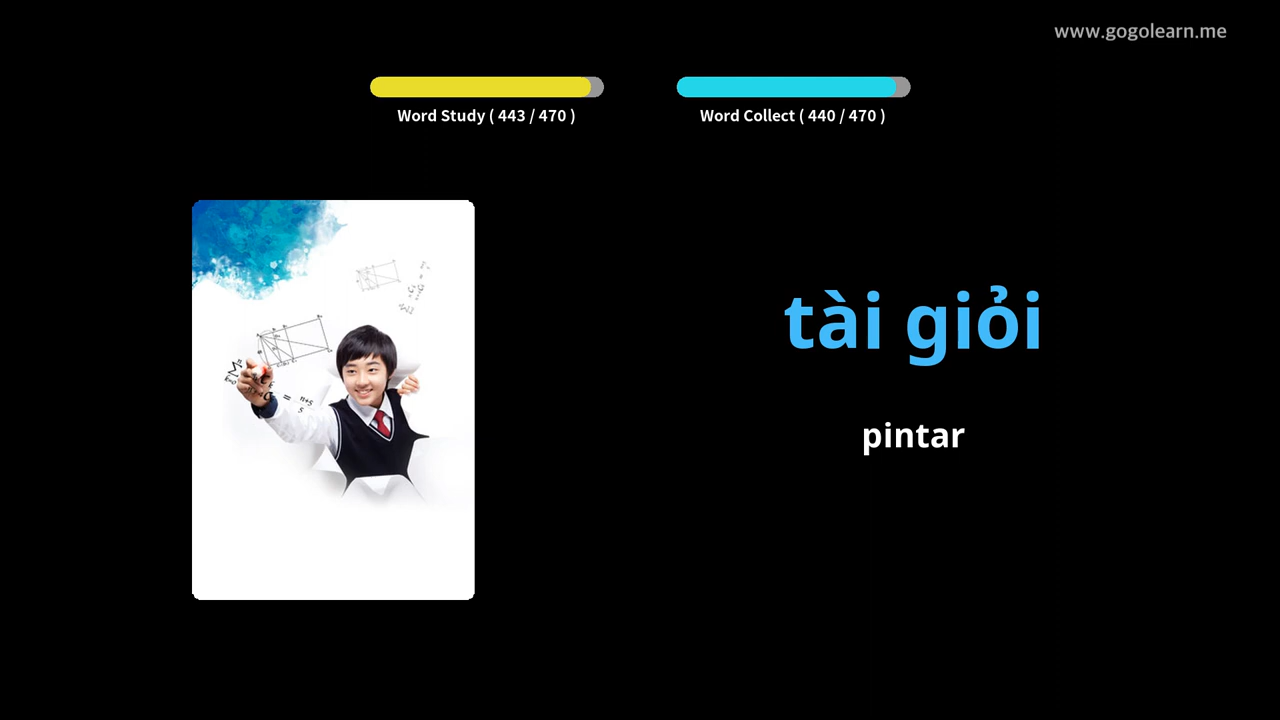 www.gogolearn.me
Word Study ( 443 / 470 )
Word Collect ( 440 / 470 )
tài giỏi
pintar